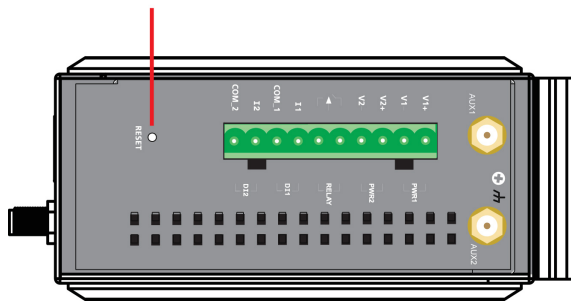 RESET
COM_2
I2
COM_1
I1
V2
V2+
V1
V1+
AUX1
DI2
DI1
RELAY
PWR2
PWR1
AUX2